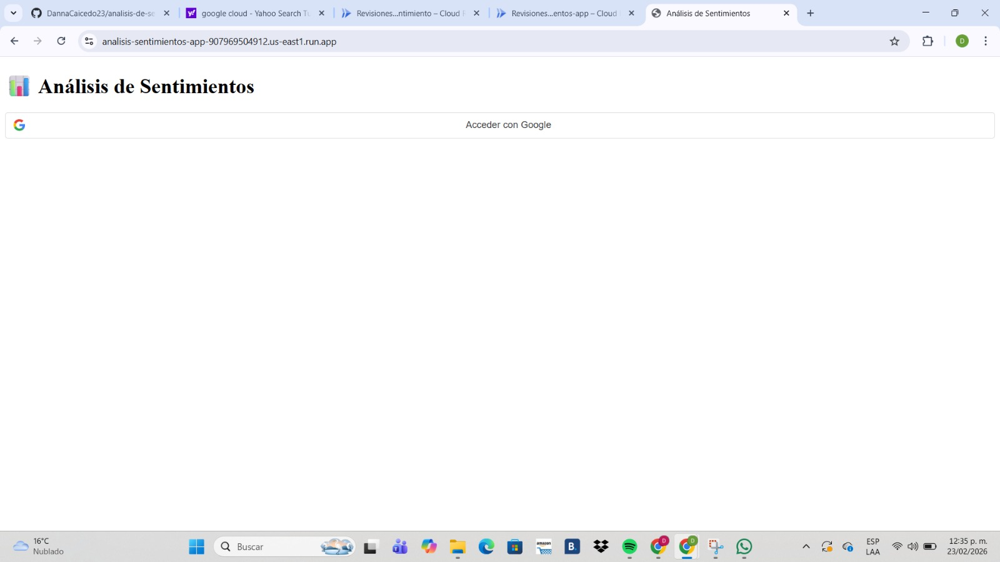 DannaCaicedo23/analisis-de-se
google cloud - Yahoo Search Tu
Revisiones...ntimiento – Cloud R
Revisiones...entos-app – Cloud
Análisis de Sentimientos
analisis-sentimientos-app-907969504912.us-east1.run.app
D
Análisis de Sentimientos
Acceder con Google
16°C
Nublado
Buscar
amazon
B.
D
D
ESP
LAA
12:35 p. m.
23/02/2026